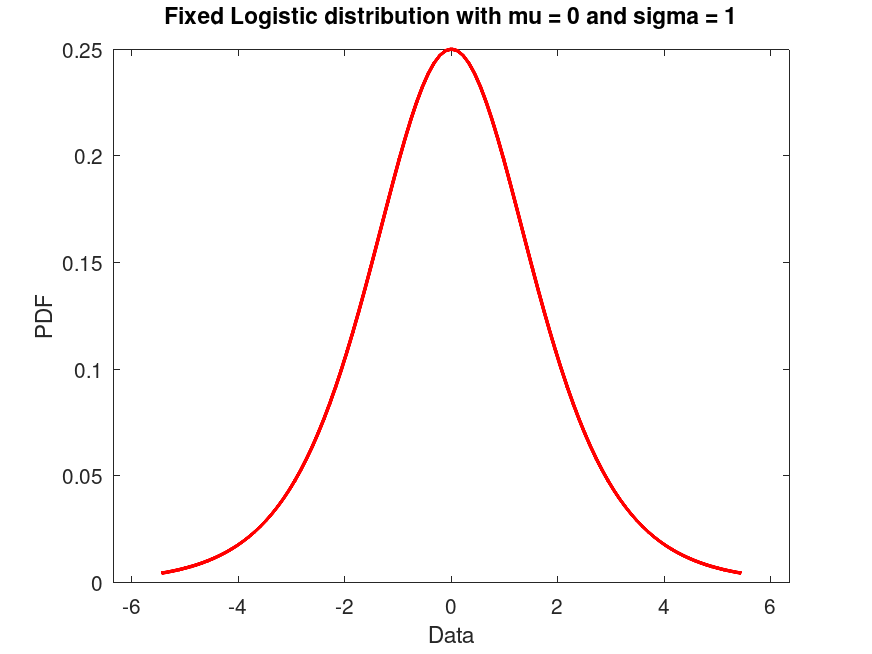 Fixed Logistic distribution with mu = 0 and sigma = 1
0.25
0.2
0.15
0.1
0.05
0
PDF
-6 -4 -2 0 2 4 6
Data